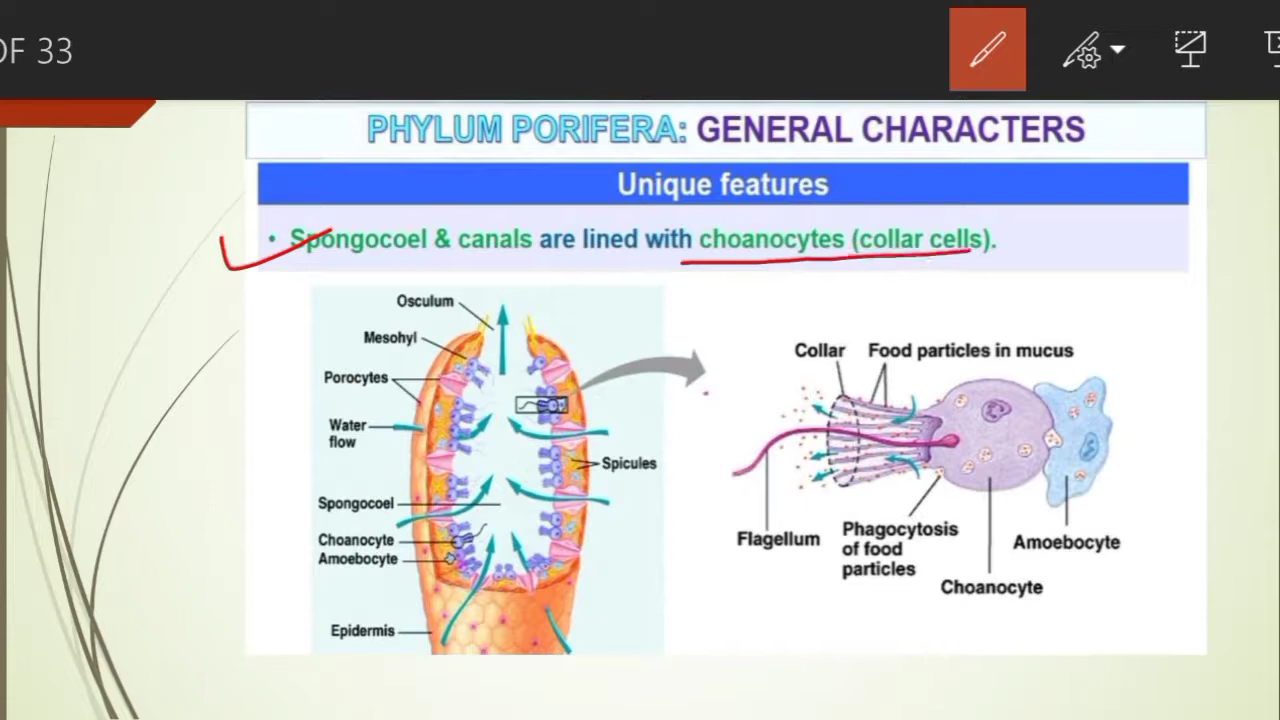 OF 33
PHYLUM PORIFERA: GENERAL CHARACTERS
Unique features
• Spongocoel & canals are lined with choanocytes (collar cells).
Osculum
Mesohyl
Porocytes
Water
flow
Spongocoel
Choanocyte
Amoebocyte
Epidermis
Spicules
Collar
Food particles in mucus
Flagellum
Phagocytosis
of food
particles
Choanocyte
Amoebocyte